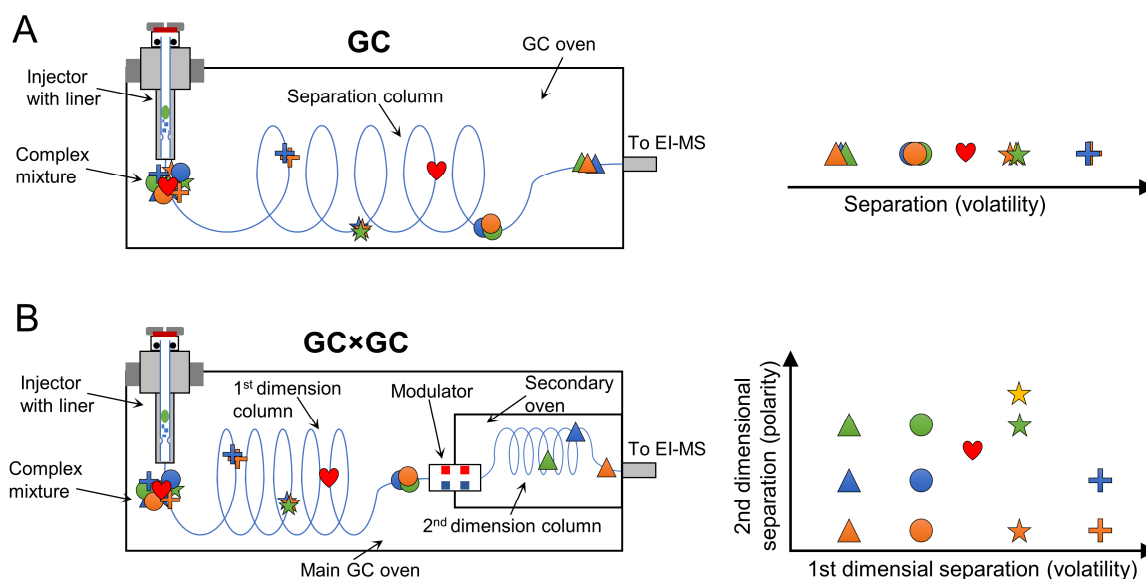 A
GC
GC oven
Injector
with liner
Separation column
To EI-MS
Complex
mixture
Separation (volatility)
B
GC×GC
Injector
with liner
1st dimension
column
Modulator
Secondary
oven
To EI-MS
Complex
mixture
2nd dimension column
Main GC oven
2nd dimensional
separation (polarity)
1st dimensial separation (volatility)